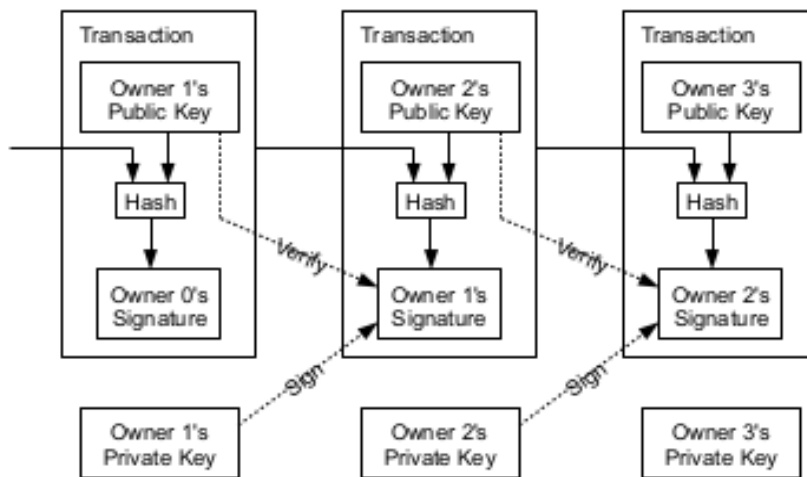 Transaction
Transaction
Transaction
Owner 1's
Public Key
Owner 2's
Public Key
Owner 3's
Public Key
Hash
Hash
Hash
Verify
Verify
Owner 0's
Signature
Owner 1's
Signature
Owner 2's
Signature
Sign
Sign
Owner 1's
Private Key
Owner 2's
Private Key
Owner 3's
Private Key